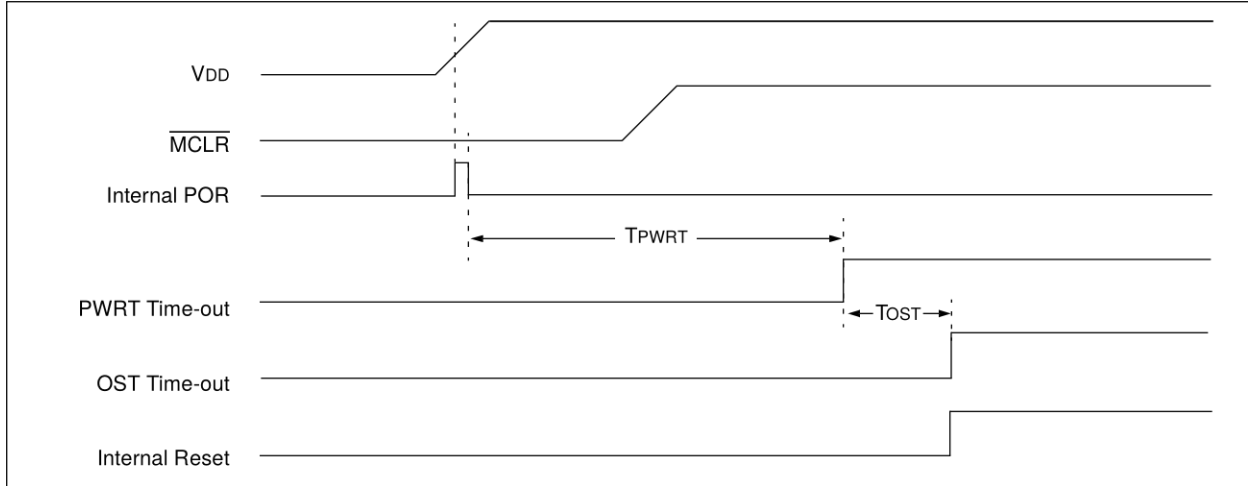 VDD
MCLR
Internal POR
TPWRT
PWRT Time-out
TOST
OST Time-out
Internal Reset